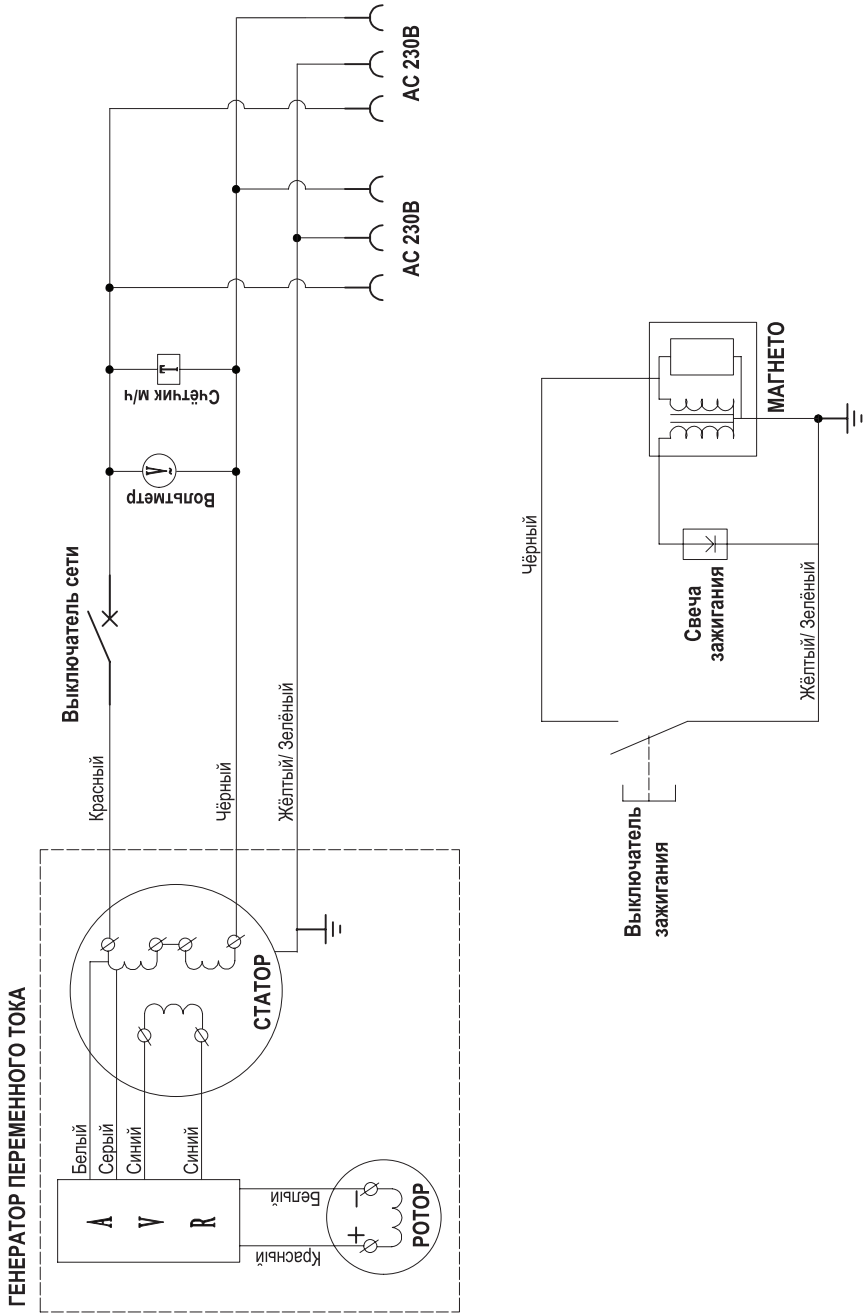 ГЕНЕРАТОР ПЕРЕМЕННОГО ТОКА
A V R
Белый
Серый
Синий
Синий
Красный
Белый
+
−
РОТОР
СТАТОР
Красный
Чёрный
Жёлтый/ Зелёный
Выключатель сети
V
~
Вольтметр
T
Счётчик м/ч
AC 230В
AC 230В
Выключатель
зажигания
Чёрный
Свеча
зажигания
Жёлтый/ Зелёный
МАГНЕТО